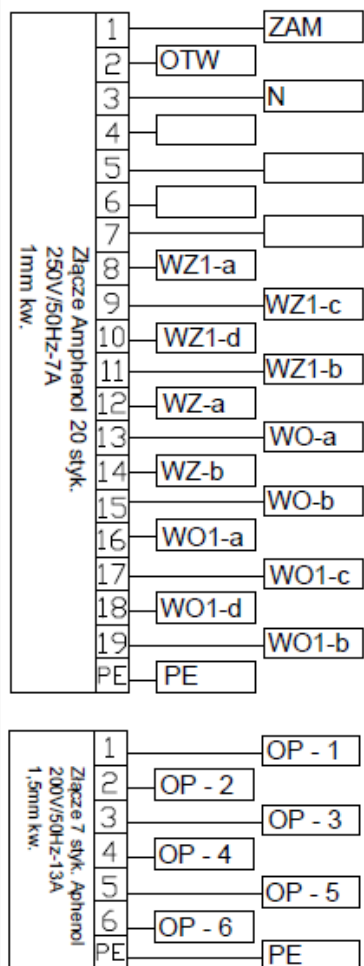 Złącze Amphenol 20 styk.
250V/50Hz-7A
1mm kw.
1 ZAM
2 OTW
3 N
4
5
6
7
8 WZ1-a
9 WZ1-c
10 WZ1-d
11 WZ1-b
12 WZ-a
13 WO-a
14 WZ-b
15 WO-b
16 WO1-a
17 WO1-c
18 WO1-d
19 WO1-b
PE PE
Złącze 7 styk. Aphenol
200V/50Hz-13A
1,5mm kw.
1 OP - 1
2 OP - 2
3 OP - 3
4 OP - 4
5 OP - 5
6 OP - 6
PE PE